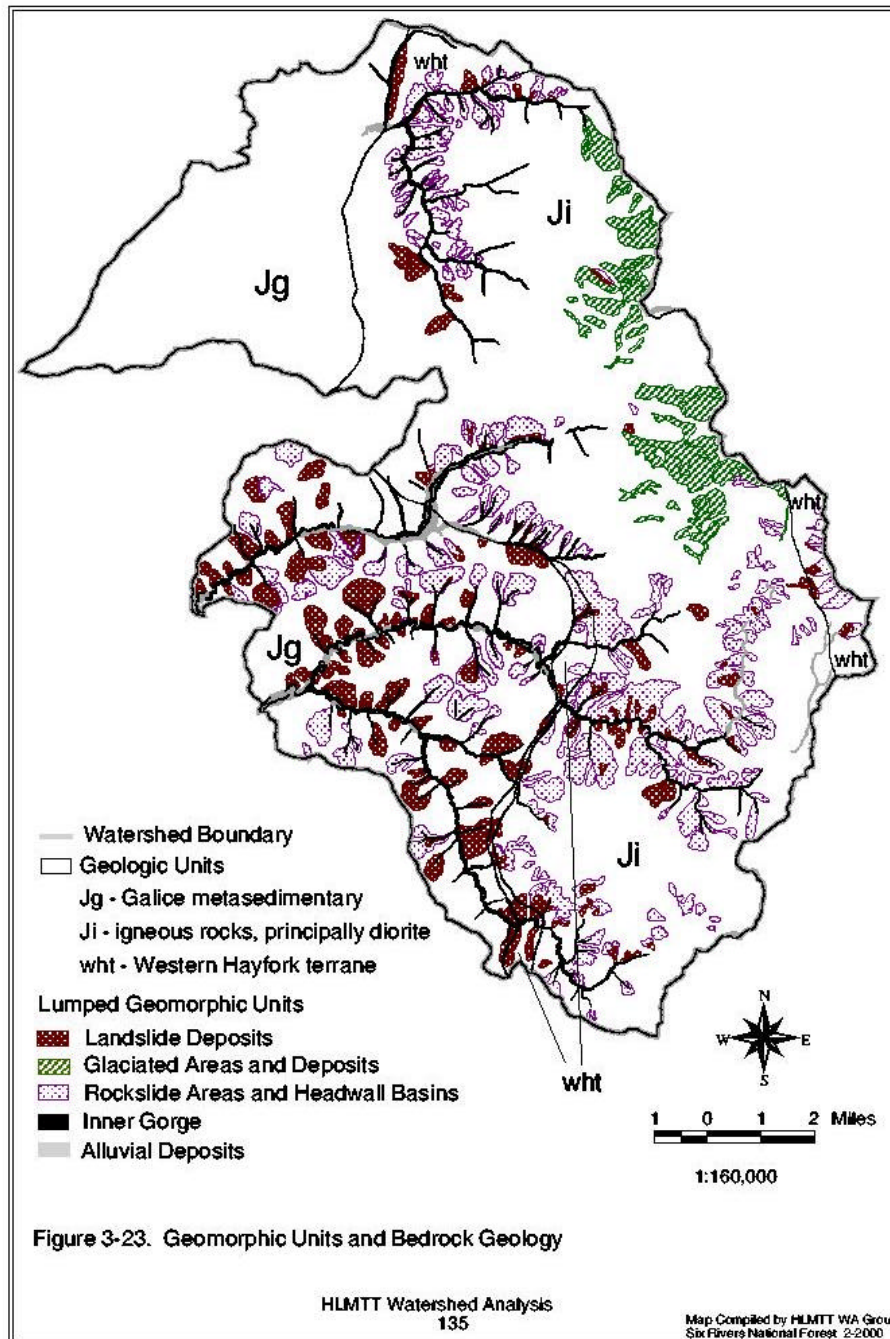 wht
Ji
Jg
wht
Jg
wht
Ji
Watershed Boundary
Geologic Units
Jg - Galice metasedimentary
Ji - igneous rocks, principally diorite
wht - Western Hayfork terrane
Lumped Geomorphic Units
Landslide Deposits
Glaciated Areas and Deposits
Rockslide Areas and Headwall Basins
Inner Gorge
Alluvial Deposits
N
W E
S
wht
1 0 1 2 Miles
1:160,000
Figure 3-23. Geomorphic Units and Bedrock Geology
HLMTT Watershed Analysis
135
Map Compiled by HLMTT WA Grou
Six Rivers National Forest 2-2000